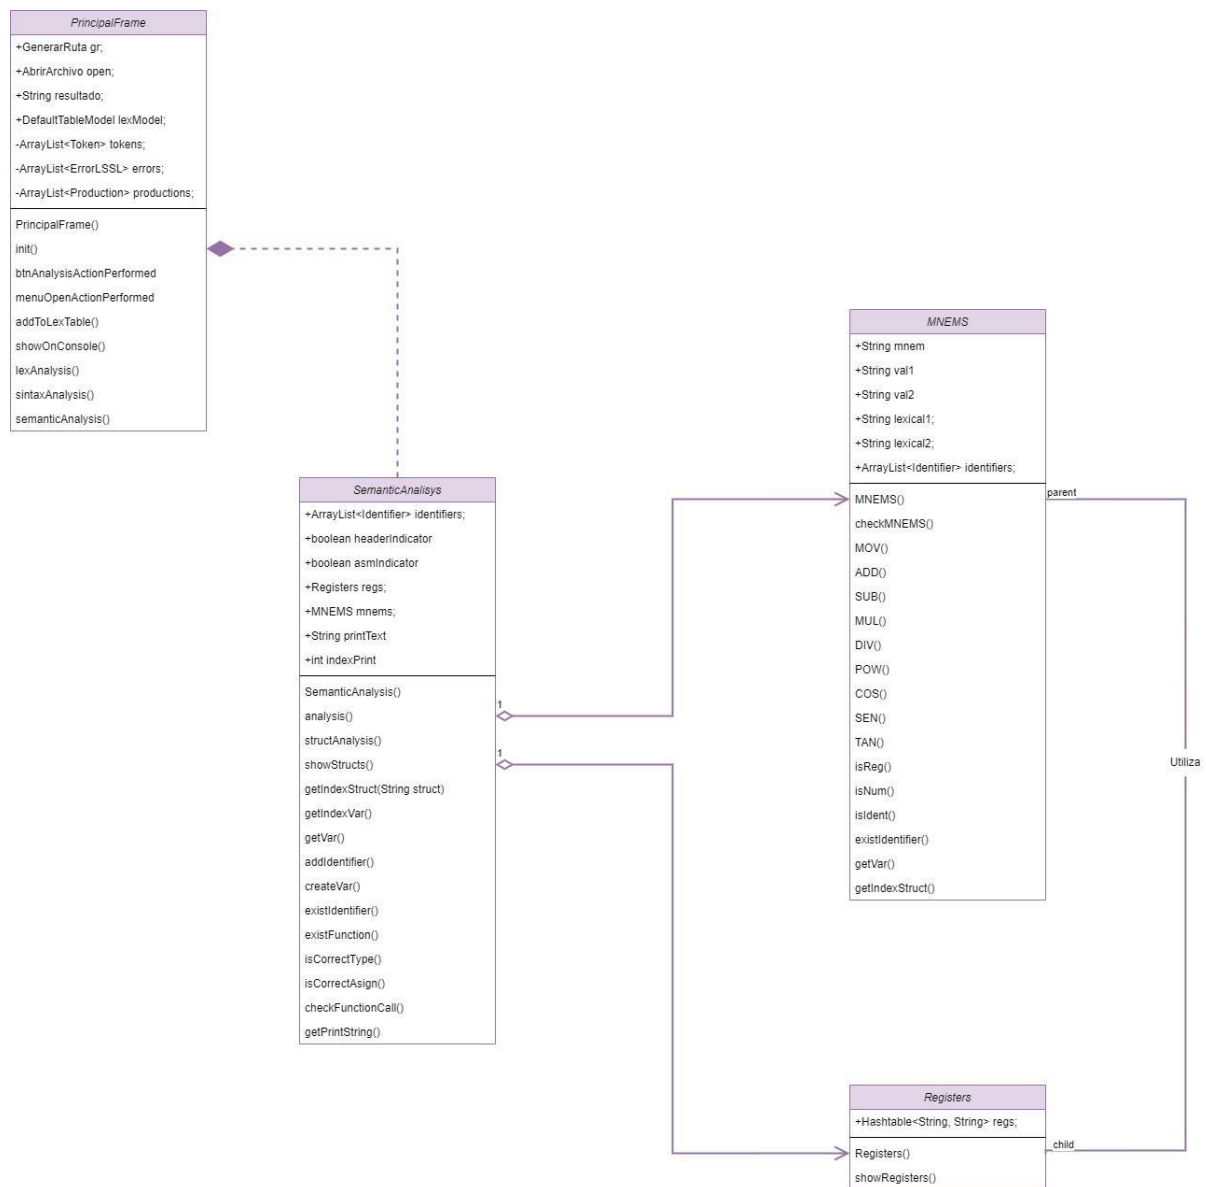 PrincipalFrame
+GenerarRuta gr;
+AbrirArchivo open;
+String resultado;
+DefaultTableModel lexModel;
-ArrayList<Token> tokens;
-ArrayList<ErrorLSSL> errors;
-ArrayList<Production> productions;
PrincipalFrame()
init()
btnAnalysisActionPerformed
menuOpenActionPerformed
addToLexTable()
showOnConsole()
lexAnalysis()
sintaxAnalysis()
semanticAnalysis()
SemanticAnalisys
+ArrayList<Identifier> identifiers;
+boolean headerIndicator
+boolean asmIndicator
+Registers regs;
+MNEMS mnems;
+String printText
+int indexPrint
SemanticAnalysis()
analysis()
structAnalysis()
showStructs()
getIndexStruct(String struct)
getIndexVar()
getVar()
addIdentifier()
createVar()
existIdentifier()
existFunction()
isCorrectType()
isCorrectAsign()
checkFunctionCall()
getPrintString()
1
1
MNEMS
+String mnem
+String val1
+String val2
+String lexical1;
+String lexical2;
+ArrayList<Identifier> identifiers;
MNEMS()
checkMNEMS()
MOV()
ADD()
SUB()
MUL()
DIV()
POW()
COS()
SEN()
TAN()
isReg()
isNum()
isIdent()
existIdentifier()
getVar()
getIndexStruct()
parent
Utiliza
child
Registers
+Hashtable<String, String> regs;
Registers()
showRegisters()